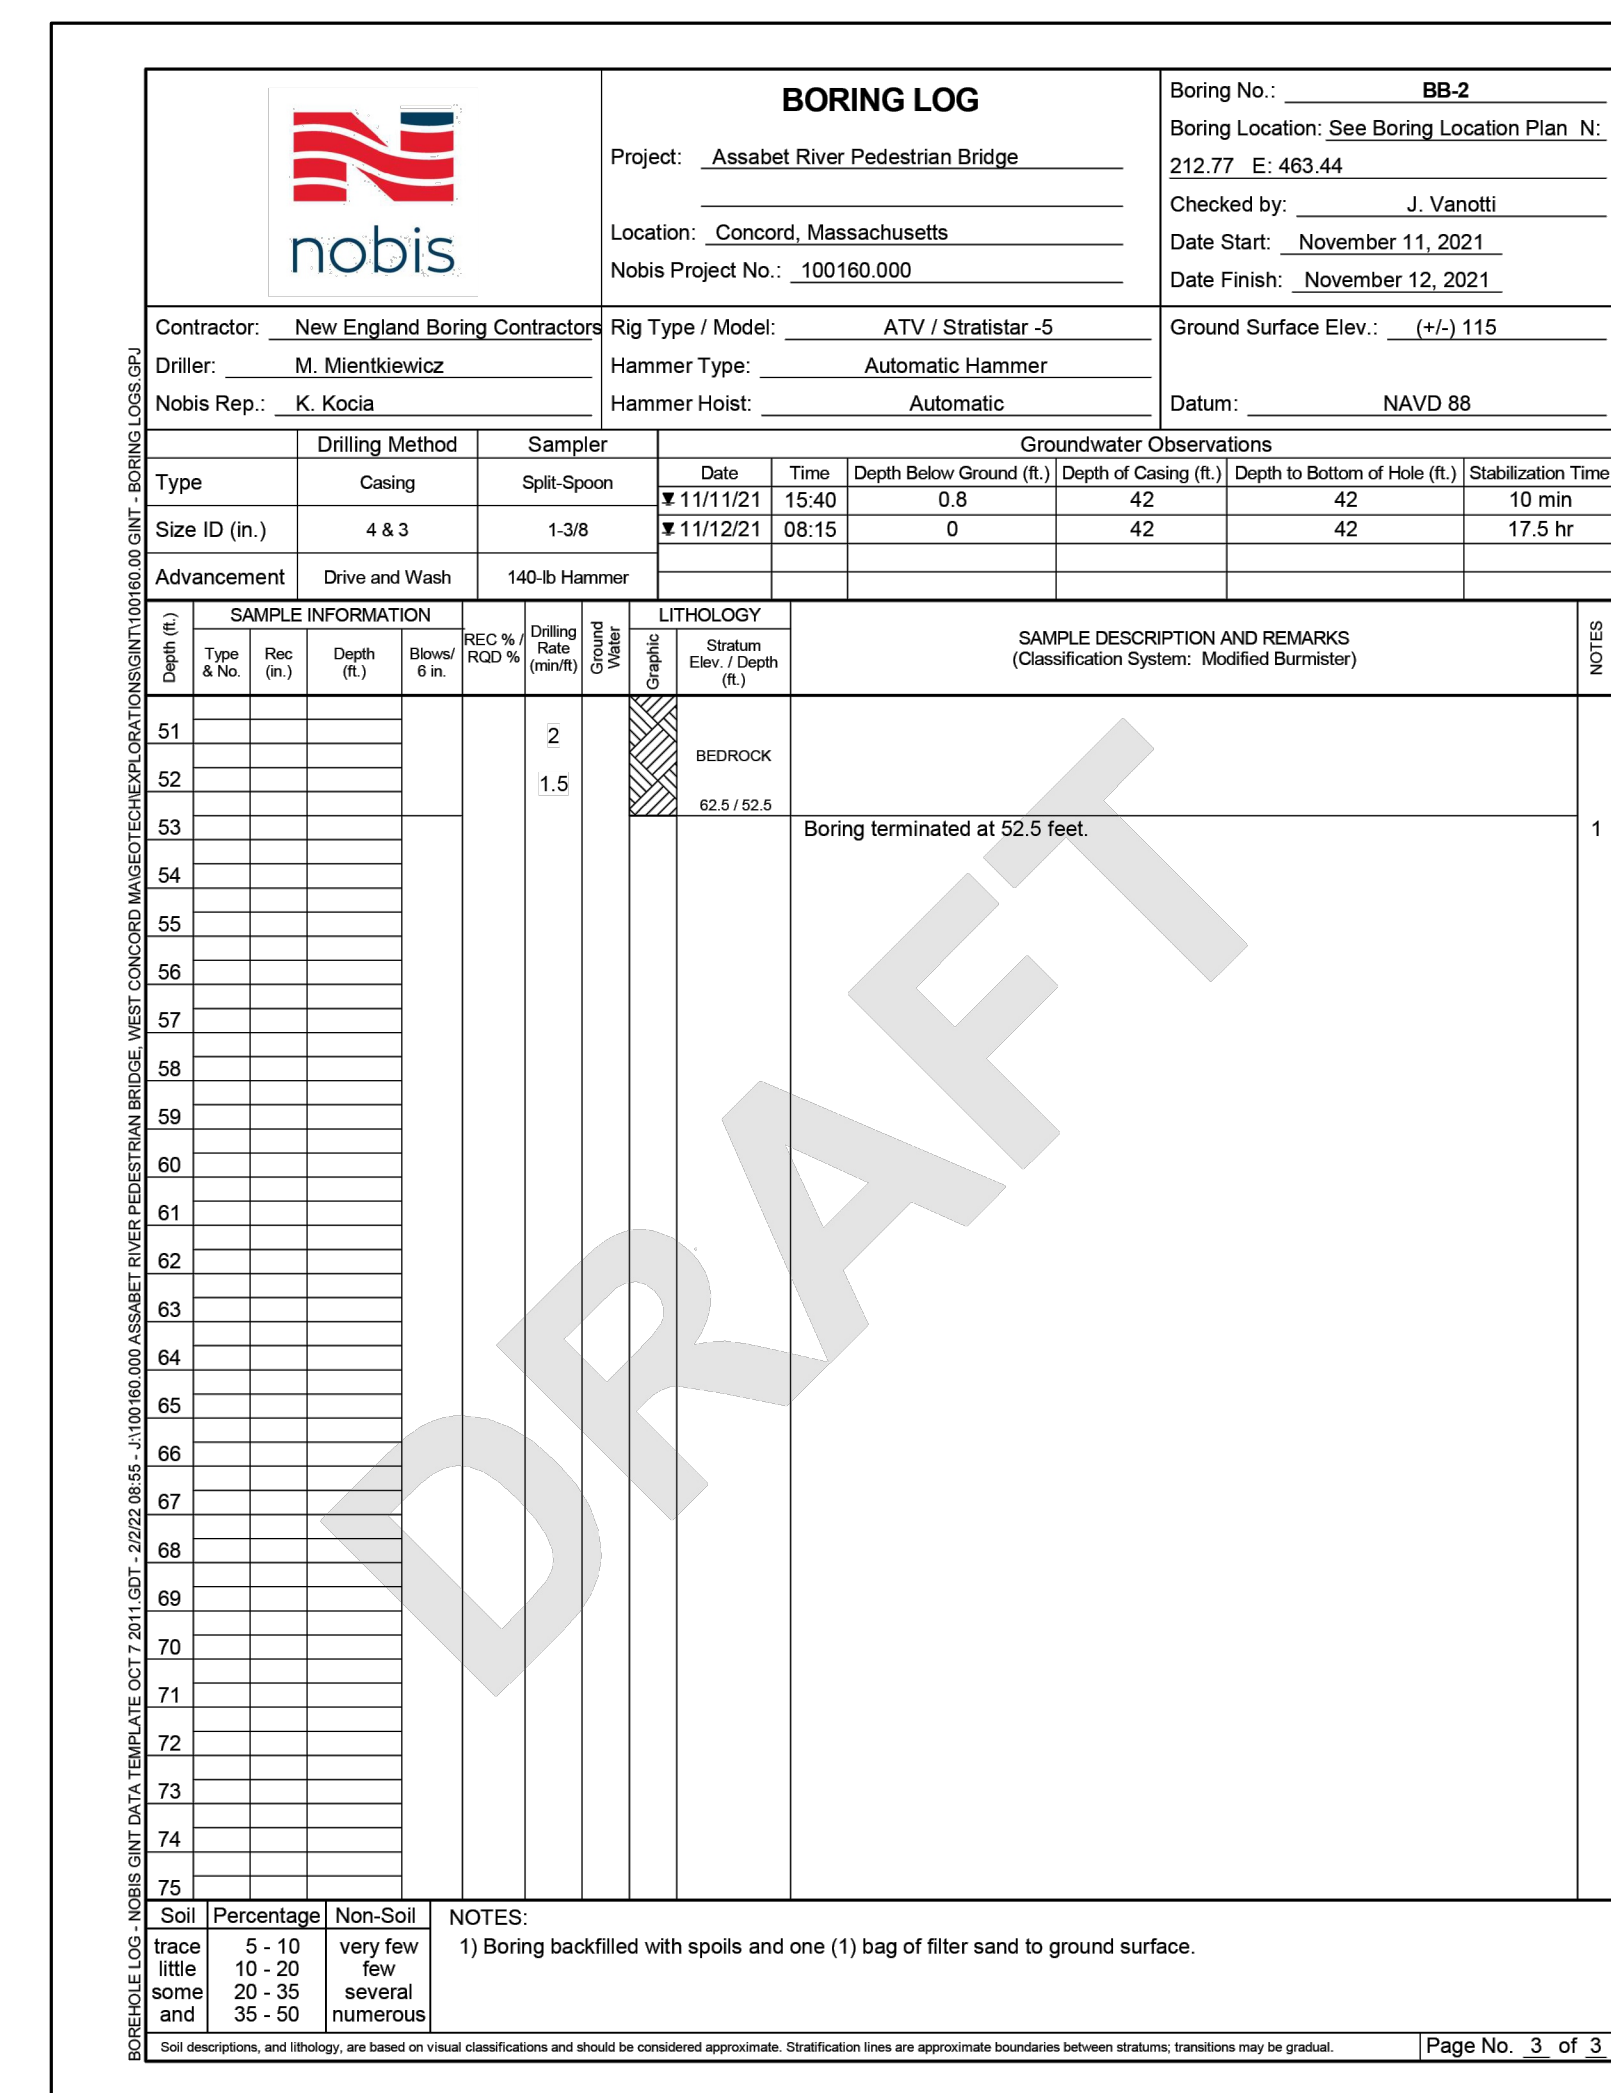 nobis
BORING LOG
Project: Assabet River Pedestrian Bridge
Location: Concord, Massachusetts
Nobis Project No.: 100160.000
Boring No.: BB-2
Boring Location: See Boring Location Plan N:
212.77 E: 463.44
Checked by: J. Vanotti
Date Start: November 11, 2021
Date Finish: November 12, 2021
Contractor: New England Boring Contractors
Driller: M. Mientkiewicz
Nobis Rep.: K. Kocia
Rig Type / Model: ATV / Stratistar -5
Hammer Type: Automatic Hammer
Hammer Hoist: Automatic
Ground Surface Elev.: (+/-) 115
Datum: NAVD 88
Drilling Method Sampler
Type Casing Split-Spoon
Size ID (in.) 4 & 3 1-3/8
Advancement Drive and Wash 140-lb Hammer
Groundwater Observations
Date Time Depth Below Ground (ft.) Depth of Casing (ft.) Depth to Bottom of Hole (ft.) Stabilization Time
11/11/21 15:40 0.8 42 42 10 min
11/12/21 08:15 0 42 42 17.5 hr
Depth (ft.)
SAMPLE INFORMATION
Type & No.
Rec (in.)
Depth (ft.)
Blows/ 6 in.
REC % / RQD %
Drilling Rate (min/ft)
Ground Water
LITHOLOGY
Graphic
Stratum Elev. / Depth (ft.)
SAMPLE DESCRIPTION AND REMARKS
(Classification System: Modified Burmister)
NOTES
51 2
BEDROCK
52 1.5
62.5 / 52.5
53 Boring terminated at 52.5 feet. 1
54
55
56
57
58
59
60
61
62
63
64
65
66
67
68
69
70
71
72
73
74
75
DRAFT
Soil Percentage Non-Soil
trace 5 - 10 very few
little 10 - 20 few
some 20 - 35 several
and 35 - 50 numerous
NOTES:
1) Boring backfilled with spoils and one (1) bag of filter sand to ground surface.
Soil descriptions, and lithology, are based on visual classifications and should be considered approximate. Stratification lines are approximate boundaries between stratums; transitions may be gradual.
Page No. 3 of 3
BOREHOLE LOG - NOBIS GINT DATA TEMPLATE OCT 7 2011.GDT - 2/2/22 08:55 - J:\100160.000 ASSABET RIVER PEDESTRIAN BRIDGE, WEST CONCORD MA\GEOTECH\EXPLORATIONS\GINT\100160.00 GINT - BORING LOGS.GPJ